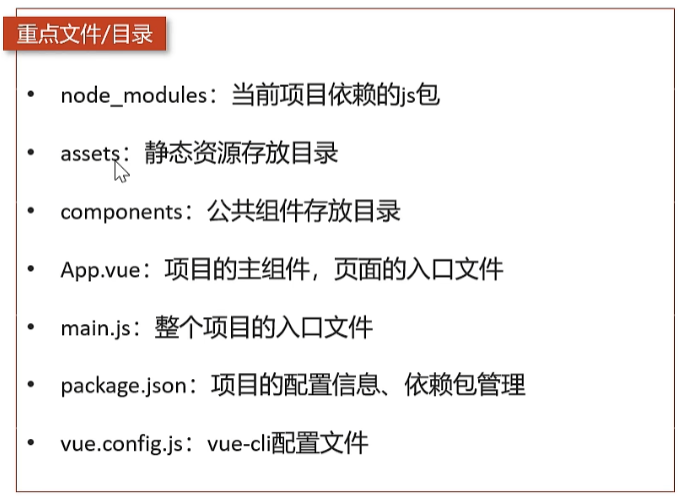 重点文件/目录
• node_modules：当前项目依赖的js包
• assets：静态资源存放目录
• components：公共组件存放目录
• App.vue：项目的主组件，页面的入口文件
• main.js：整个项目的入口文件
• package.json：项目的配置信息、依赖包管理
• vue.config.js：vue-cli配置文件